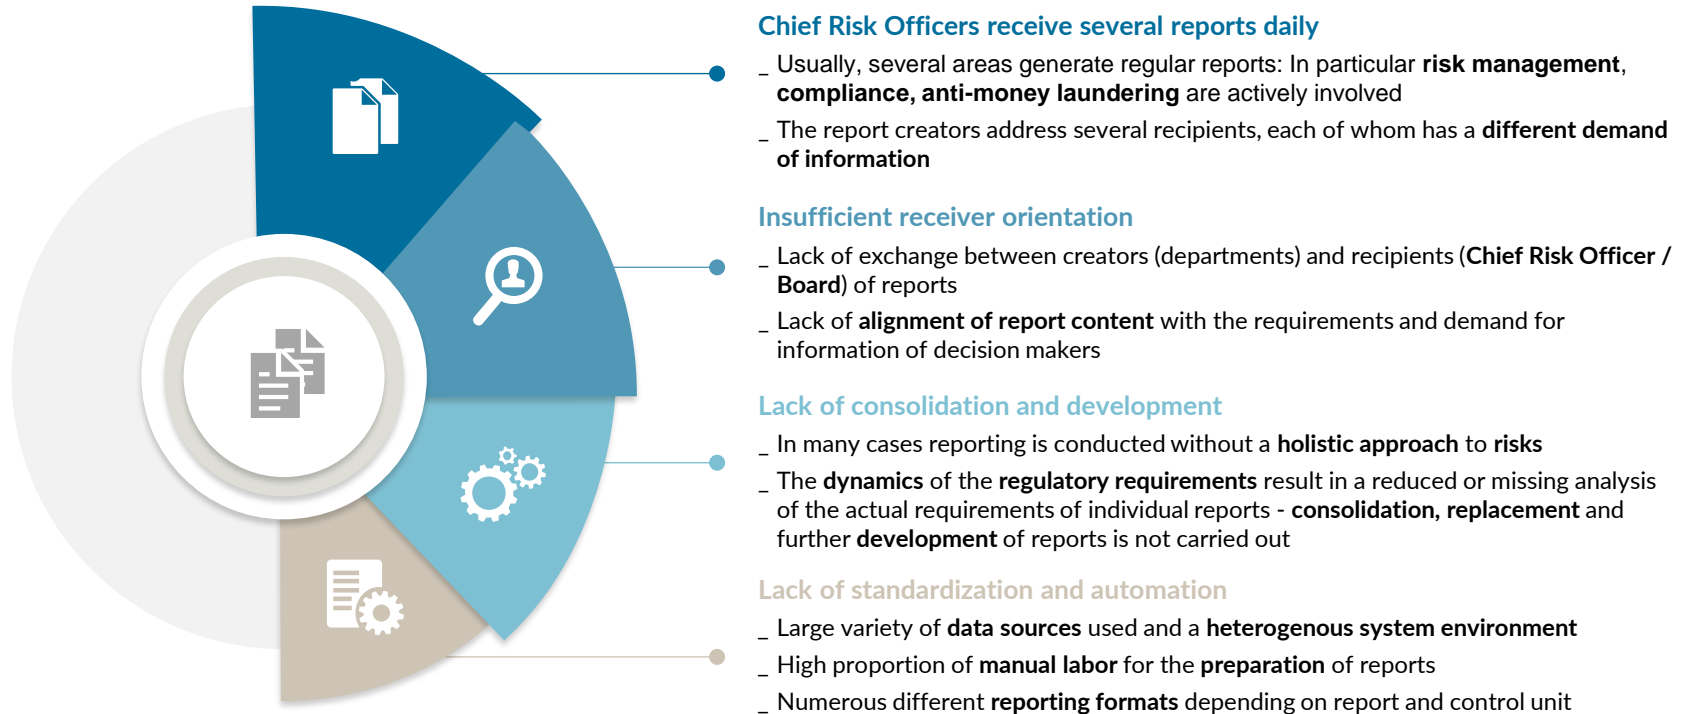 Chief Risk Officers receive several reports daily
_ Usually, several areas generate regular reports: In particular risk management,
compliance, anti-money laundering are actively involved
_ The report creators address several recipients, each of whom has a different demand
of information
Insufficient receiver orientation
_ Lack of exchange between creators (departments) and recipients (Chief Risk Officer /
Board) of reports
_ Lack of alignment of report content with the requirements and demand for
information of decision makers
Lack of consolidation and development
_ In many cases reporting is conducted without a holistic approach to risks
_ The dynamics of the regulatory requirements result in a reduced or missing analysis
of the actual requirements of individual reports - consolidation, replacement and
further development of reports is not carried out
Lack of standardization and automation
_ Large variety of data sources used and a heterogenous system environment
_ High proportion of manual labor for the preparation of reports
_ Numerous different reporting formats depending on report and control unit